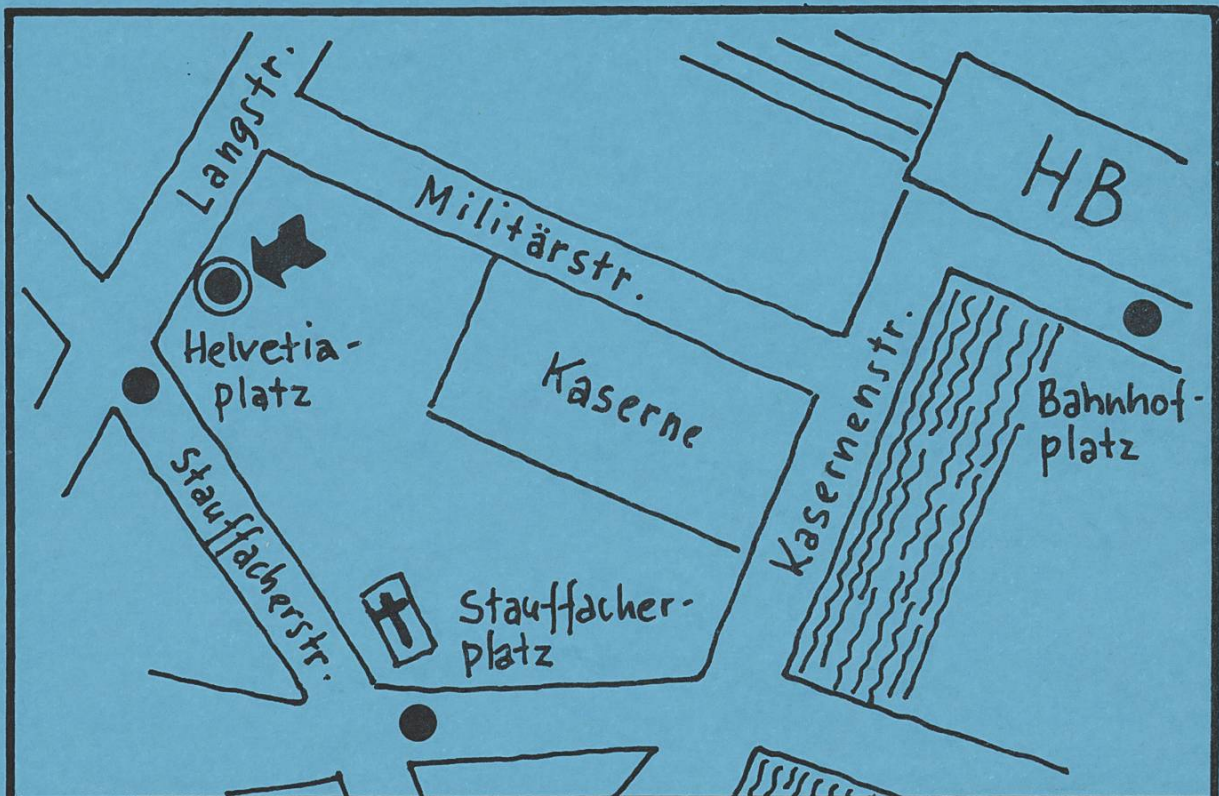 Langstr.
Militärstr.
HB
Helvetia-
platz
Kaserne
Kasernenstr.
Bahnhof-
platz
Stauffacherstr.
Stauffacher-
platz